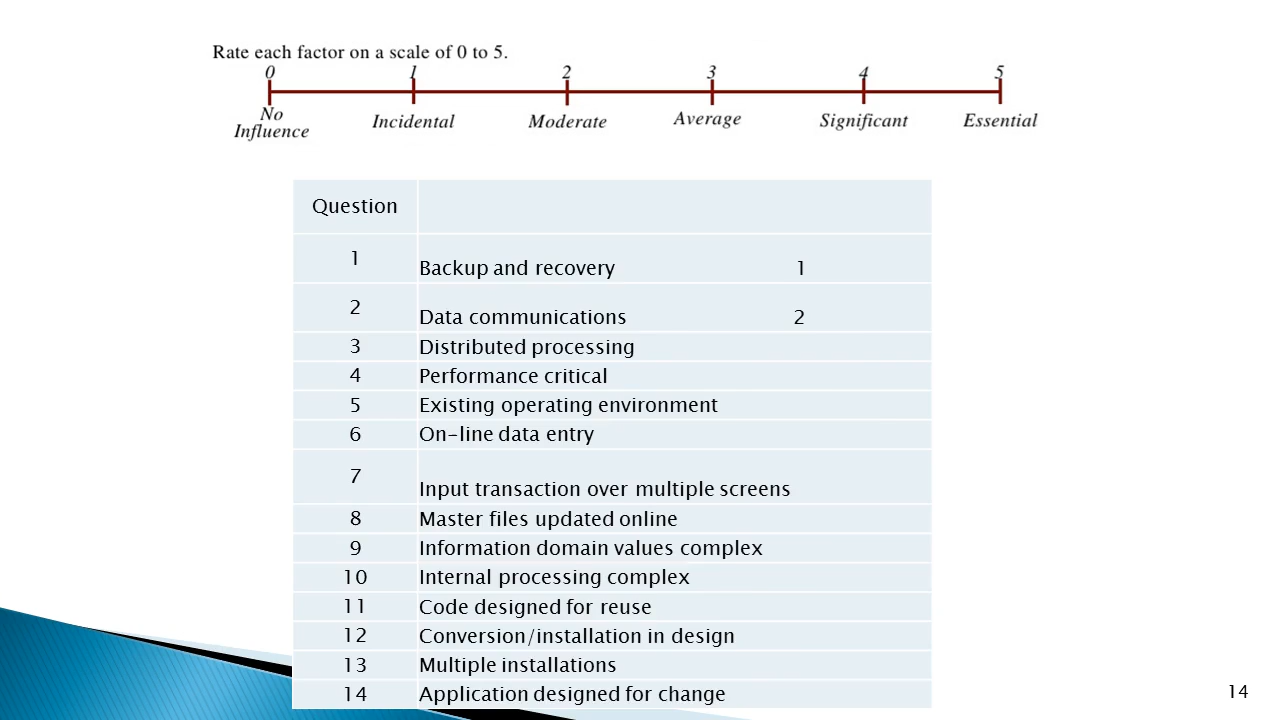 Rate each factor on a scale of 0 to 5.
0 1 2 3 4 5
No Influence Incidental Moderate Average Significant Essential
Question
1 Backup and recovery 1
2 Data communications 2
3 Distributed processing
4 Performance critical
5 Existing operating environment
6 On-line data entry
7 Input transaction over multiple screens
8 Master files updated online
9 Information domain values complex
10 Internal processing complex
11 Code designed for reuse
12 Conversion/installation in design
13 Multiple installations
14 Application designed for change
14